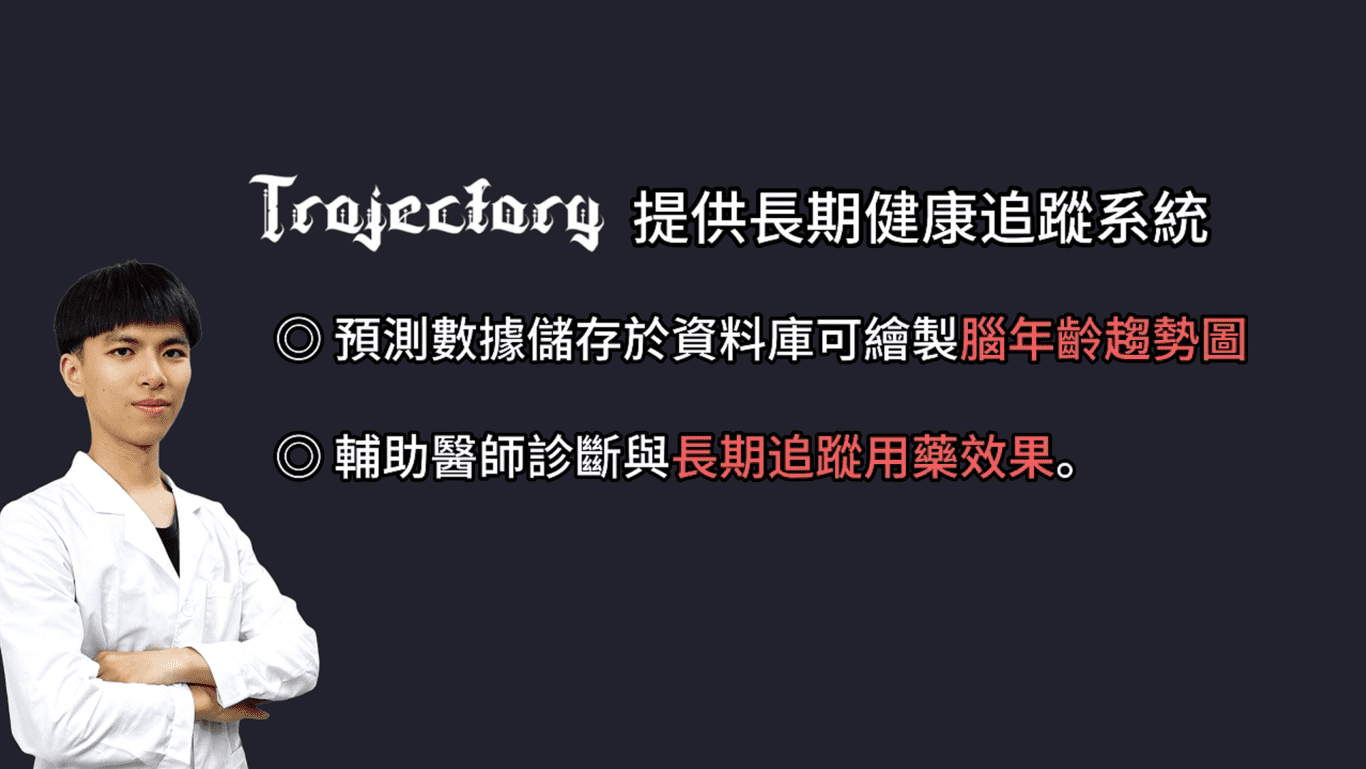 Trajectory 提供長期健康追蹤系統
◎ 預測數據儲存於資料庫可繪製腦年齡趨勢圖
◎ 輔助醫師診斷與長期追蹤用藥效果。